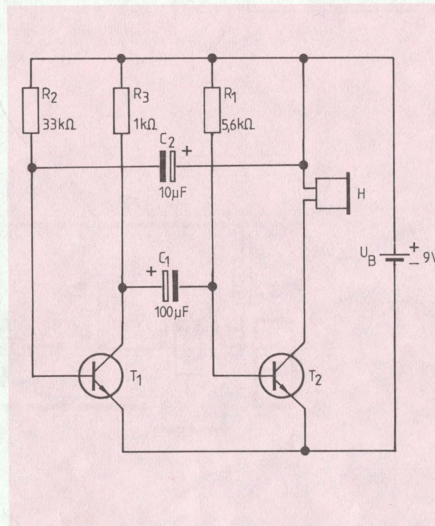 R2
33kΩ
R3
1kΩ
R1
5,6kΩ
C2
+
10µF
H
UB
+
−
9V
C1
+
100µF
T1
T2